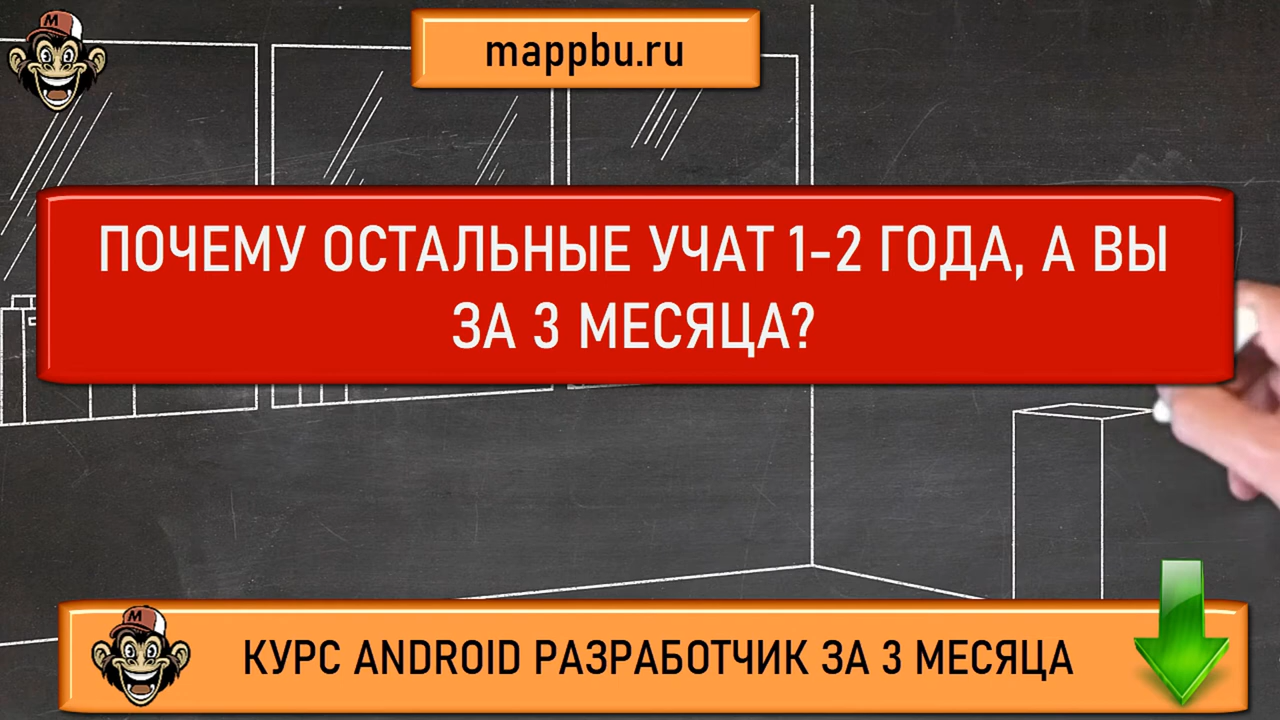 M
mappbu.ru
ПОЧЕМУ ОСТАЛЬНЫЕ УЧАТ 1-2 ГОДА, А ВЫ
ЗА 3 МЕСЯЦА?
M
КУРС ANDROID РАЗРАБОТЧИК ЗА 3 МЕСЯЦА